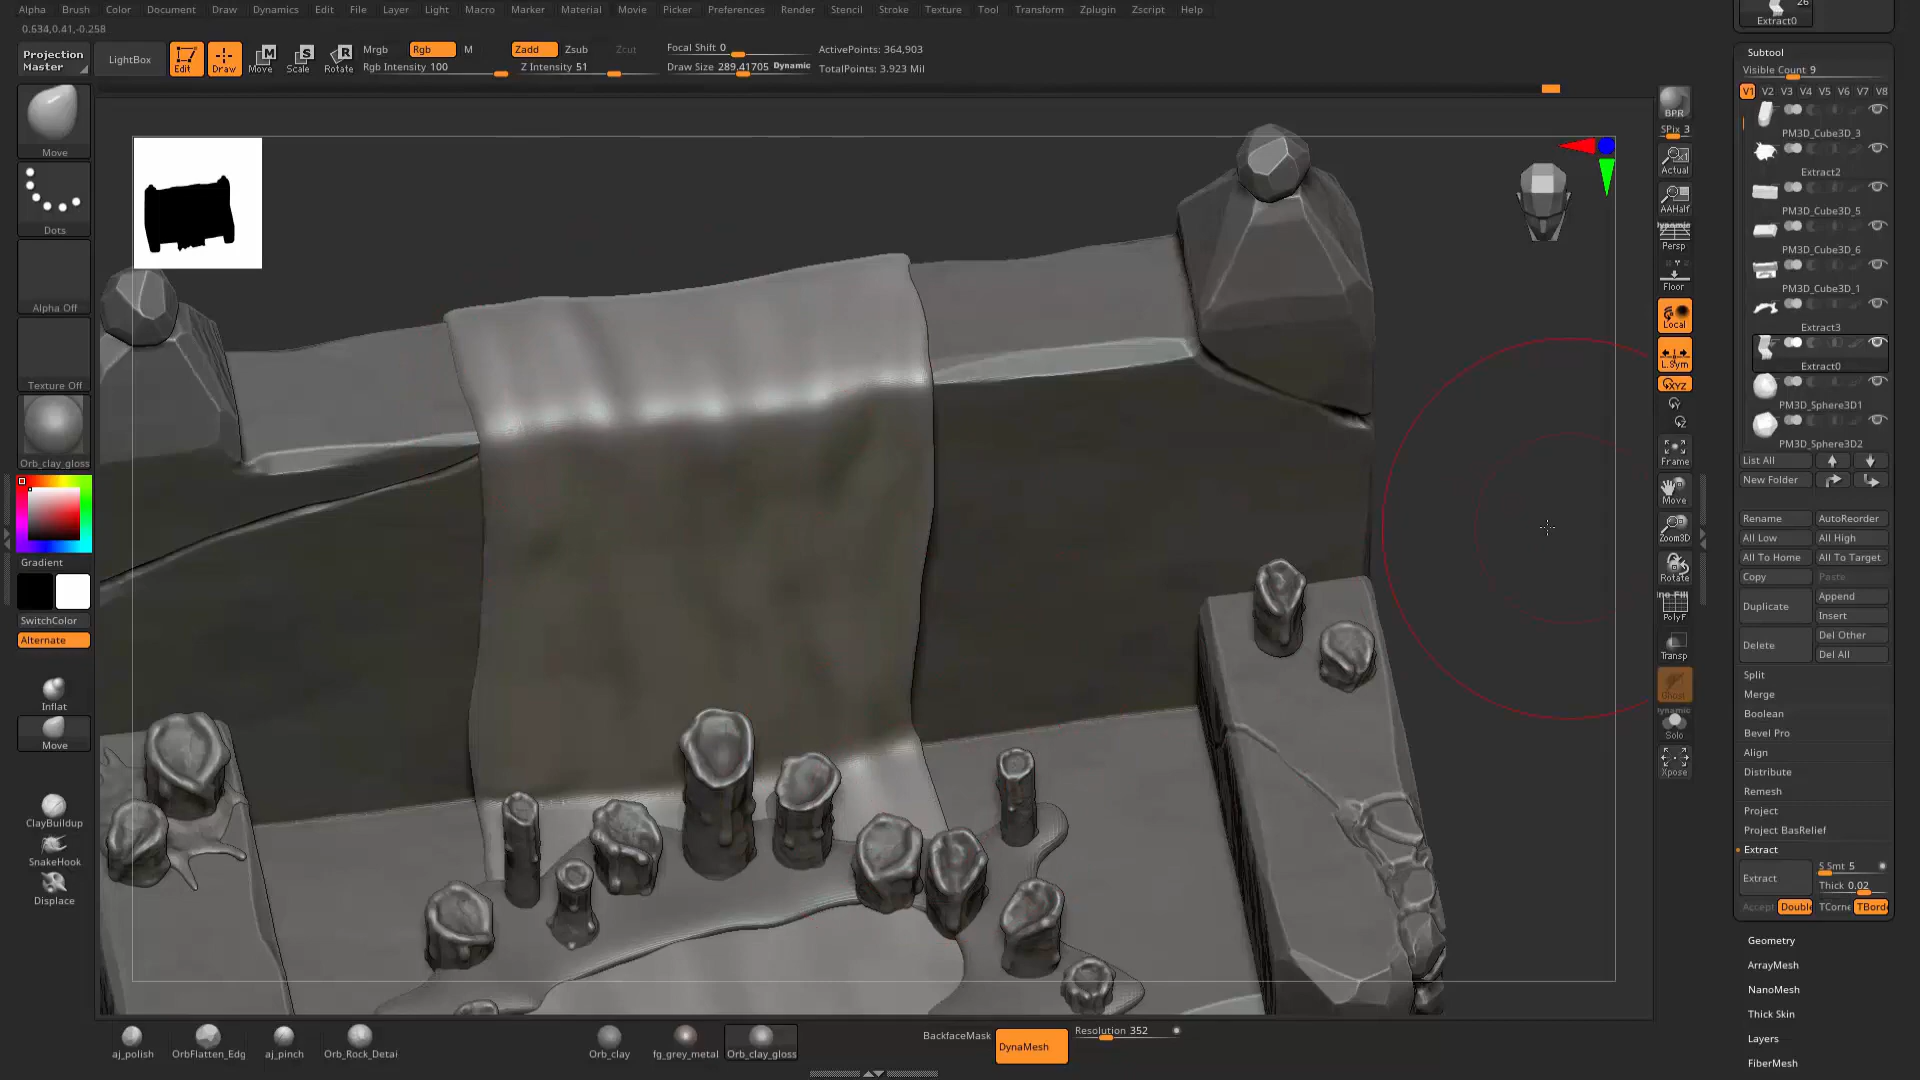 Alpha Brush Color Document Draw Dynamics Edit File Layer Light Macro Marker Material Movie Picker Preferences Render Stencil Stroke Texture Tool Transform Zplugin Zscript Help
0.634,0.41,-0.258
Projection Master
LightBox
Edit
Draw
Move
Scale
Rotate
Mrgb
Rgb
M
Rgb Intensity 100
Zadd
Zsub
Zcut
Z Intensity 51
Focal Shift 0
Draw Size 289.41705 Dynamic
ActivePoints: 364,903
TotalPoints: 3.923 Mil
Move
Dots
Alpha Off
Texture Off
Orb_clay_gloss
Gradient
SwitchColor
Alternate
Inflat
Move
ClayBuildup
SnakeHook
Displace
BPR
SPix 3
Actual
AAHalf
Dynamic
Persp
Floor
Local
L.Sym
XYZ
Frame
Move
Zoom3D
Rotate
PolyF
Transp
Ghost
Dynamic
Solo
Xpose
26
Extract0
Subtool
Visible Count 9
V1 V2 V3 V4 V5 V6 V7 V8
PM3D_Cube3D_3
Extract2
PM3D_Cube3D_5
PM3D_Cube3D_6
PM3D_Cube3D_1
Extract3
Extract0
PM3D_Sphere3D1
PM3D_Sphere3D2
List All
New Folder
Rename
AutoReorder
All Low
All High
All To Home
All To Target
Copy
Paste
Duplicate
Append
Insert
Delete
Del Other
Del All
Split
Merge
Boolean
Bevel Pro
Align
Distribute
Remesh
Project
Project BasRelief
Extract
Extract
S Smt 5
Thick 0.02
Accept
Double
TCorne
TBorde
Geometry
ArrayMesh
NanoMesh
Thick Skin
Layers
FiberMesh
aj_polish
OrbFlatten_Edg
aj_pinch
Orb_Rock_Detai
Orb_clay
fg_grey_metal
Orb_clay_gloss
BackfaceMask
DynaMesh
Resolution 352